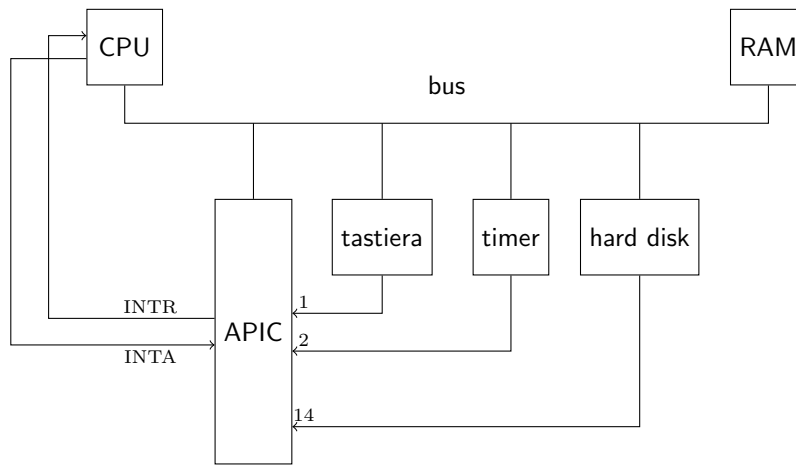 CPU
RAM
bus
tastiera
timer
hard disk
INTR
1
APIC
2
INTA
14